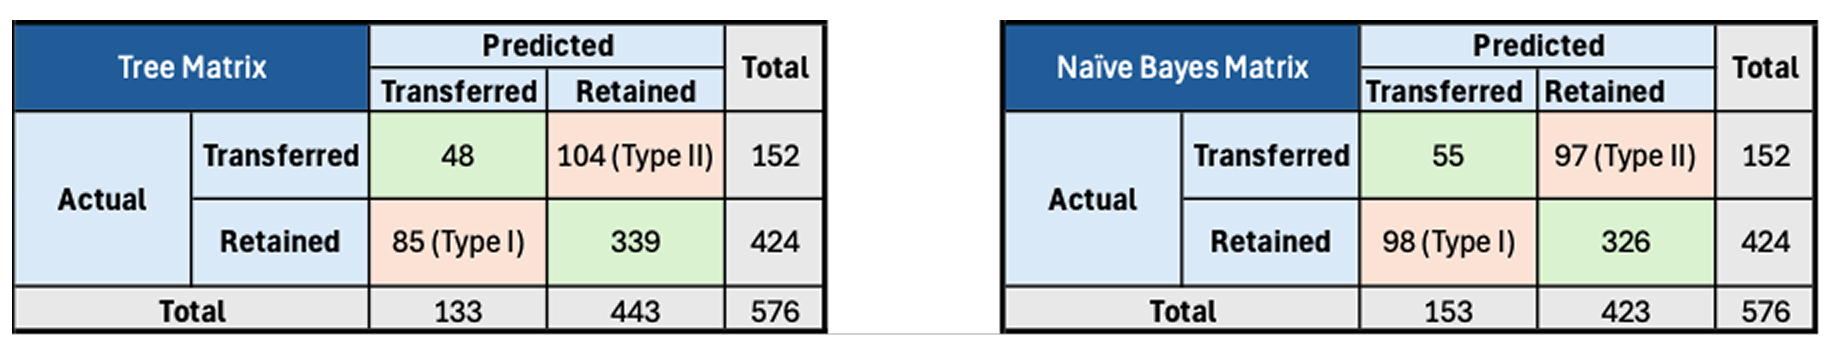 Tree Matrix Predicted Total
Transferred Retained
Actual Transferred 48 104 (Type II) 152
Retained 85 (Type I) 339 424
Total 133 443 576
Naïve Bayes Matrix Predicted Total
Transferred Retained
Actual Transferred 55 97 (Type II) 152
Retained 98 (Type I) 326 424
Total 153 423 576